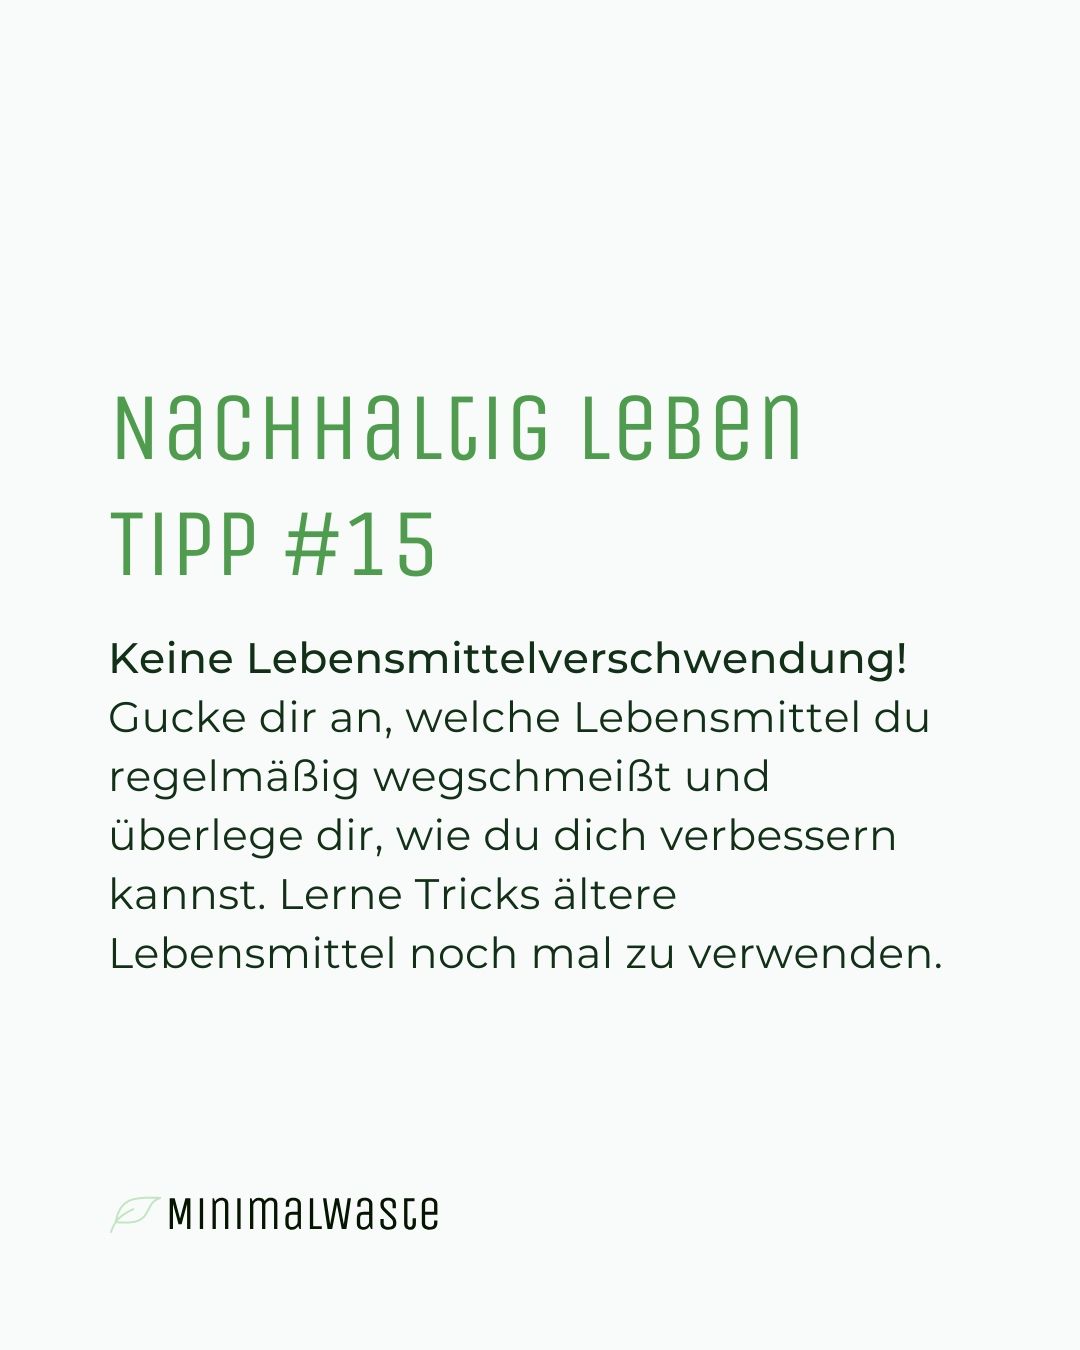 Nachhaltig leben
Tipp #15
Keine Lebensmittelverschwendung!
Gucke dir an, welche Lebensmittel du
regelmäßig wegschmeißt und
überlege dir, wie du dich verbessern
kannst. Lerne Tricks ältere
Lebensmittel noch mal zu verwenden.
Minimalwaste